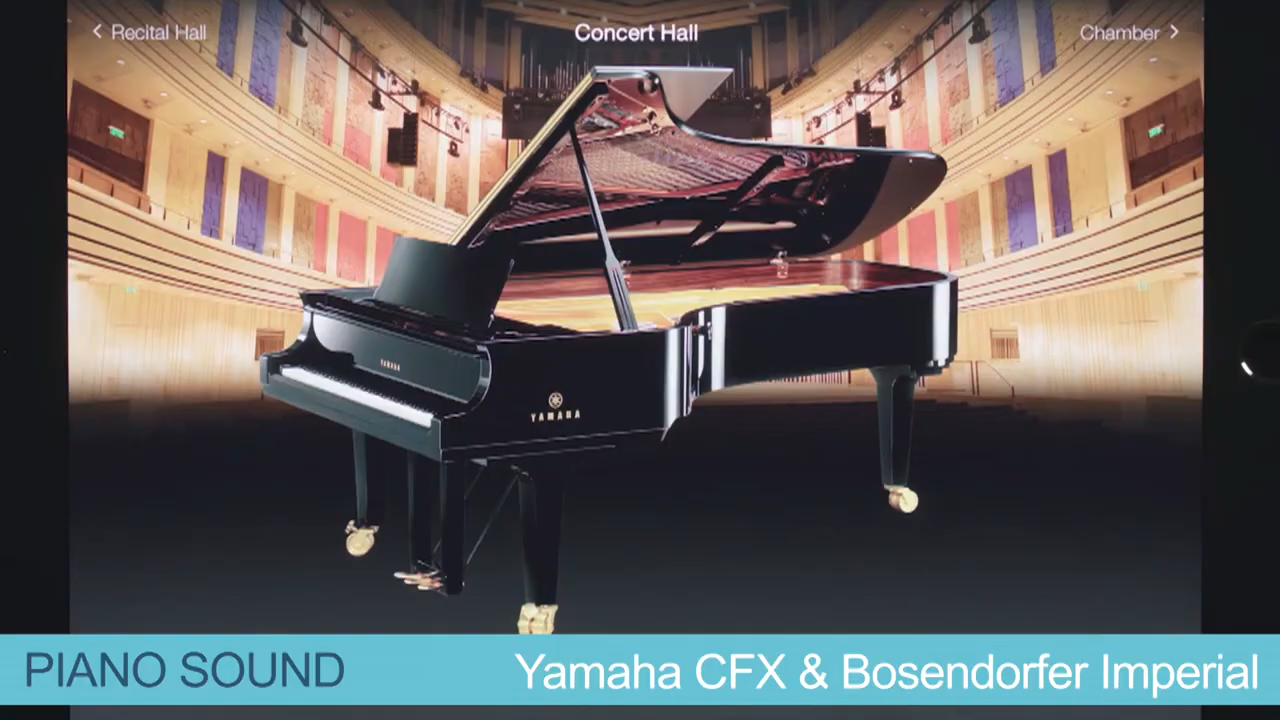 Recital Hall
Concert Hall
Chamber
YAMAHA
YAMAHA
PIANO SOUND
Yamaha CFX & Bosendorfer Imperial